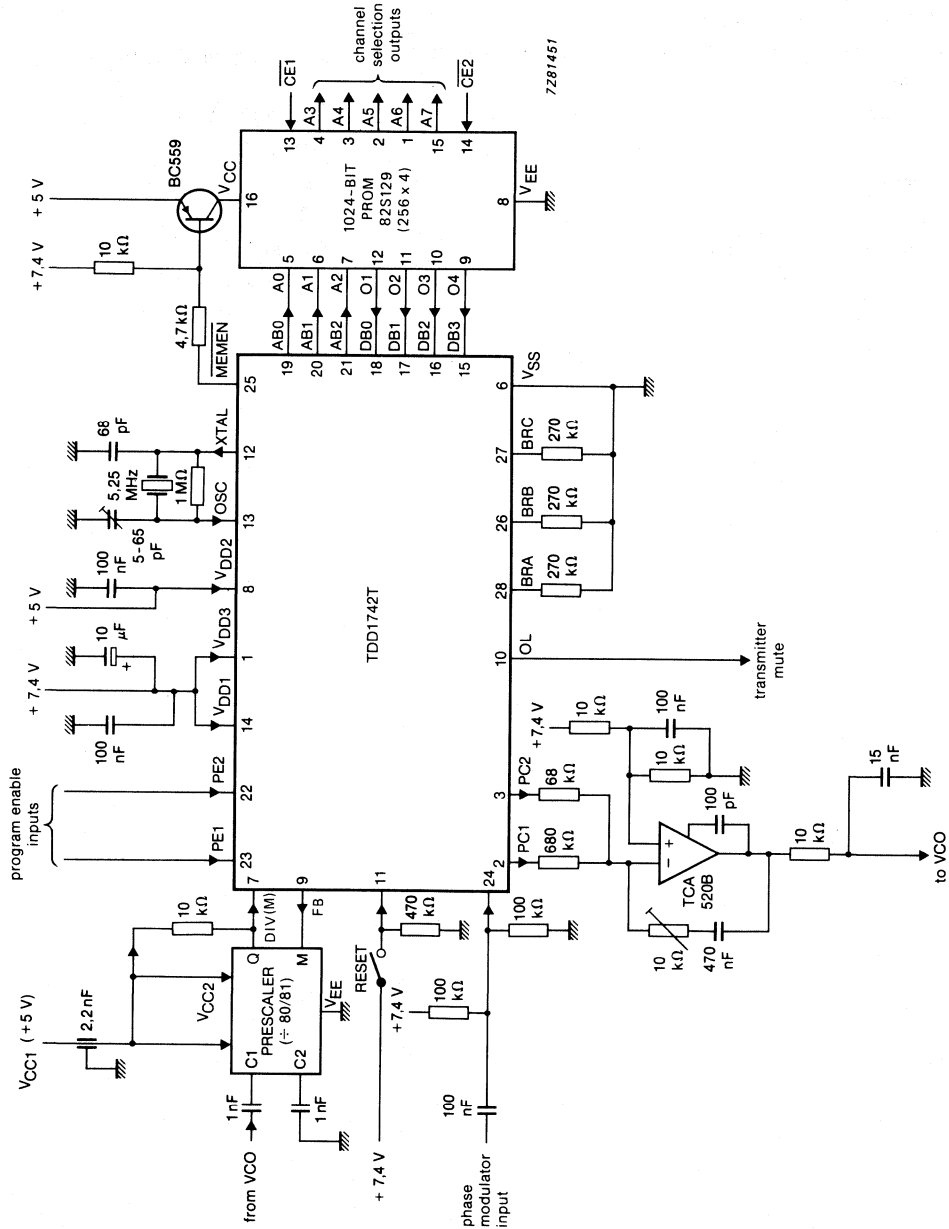 VCC1 (+5 V)
2,2nF
program enable
inputs
+7,4 V
+5 V
+7,4 V
+5 V
100
nF
10
µF
+
100
nF
5-65
pF
5,25
MHz
68
pF
1 MΩ
4,7kΩ
10
kΩ
BC559
VCC
10
kΩ
VCC2
PE1
PE2
VDD1
VDD3
VDD2
OSC
XTAL
MEMEN
from VCO
1nF
1nF
C1
C2
PRESCALER
(÷ 80/81)
Q
M
VEE
DIV(M)
FB
7
9
23
22
14
1
8
13
12
25
TDD1742T
19
20
21
18
17
16
15
AB0
AB1
AB2
DB0
DB1
DB2
DB3
A0
A1
A2
O1
O2
O3
O4
5
6
7
12
11
10
9
16
1024-BIT
PROM
82S129
(256 x 4)
8
VEE
13
4
3
2
1
15
14
CE1
A3
A4
A5
A6
A7
CE2
channel
selection
outputs
+ 7,4 V
RESET
11
470
kΩ
phase
modulator
input
100
nF
+7,4 V
100
kΩ
24
100
kΩ
2
3
10
28
26
27
6
PC1
PC2
OL
BRA
BRB
BRC
VSS
680
kΩ
68
kΩ
270
kΩ
270
kΩ
270
kΩ
transmitter
mute
+7,4 V
10
kΩ
10
kΩ
100
nF
−
+
TCA
520B
100
pF
10
kΩ
470
nF
10
kΩ
15
nF
to VCO
7Z81451